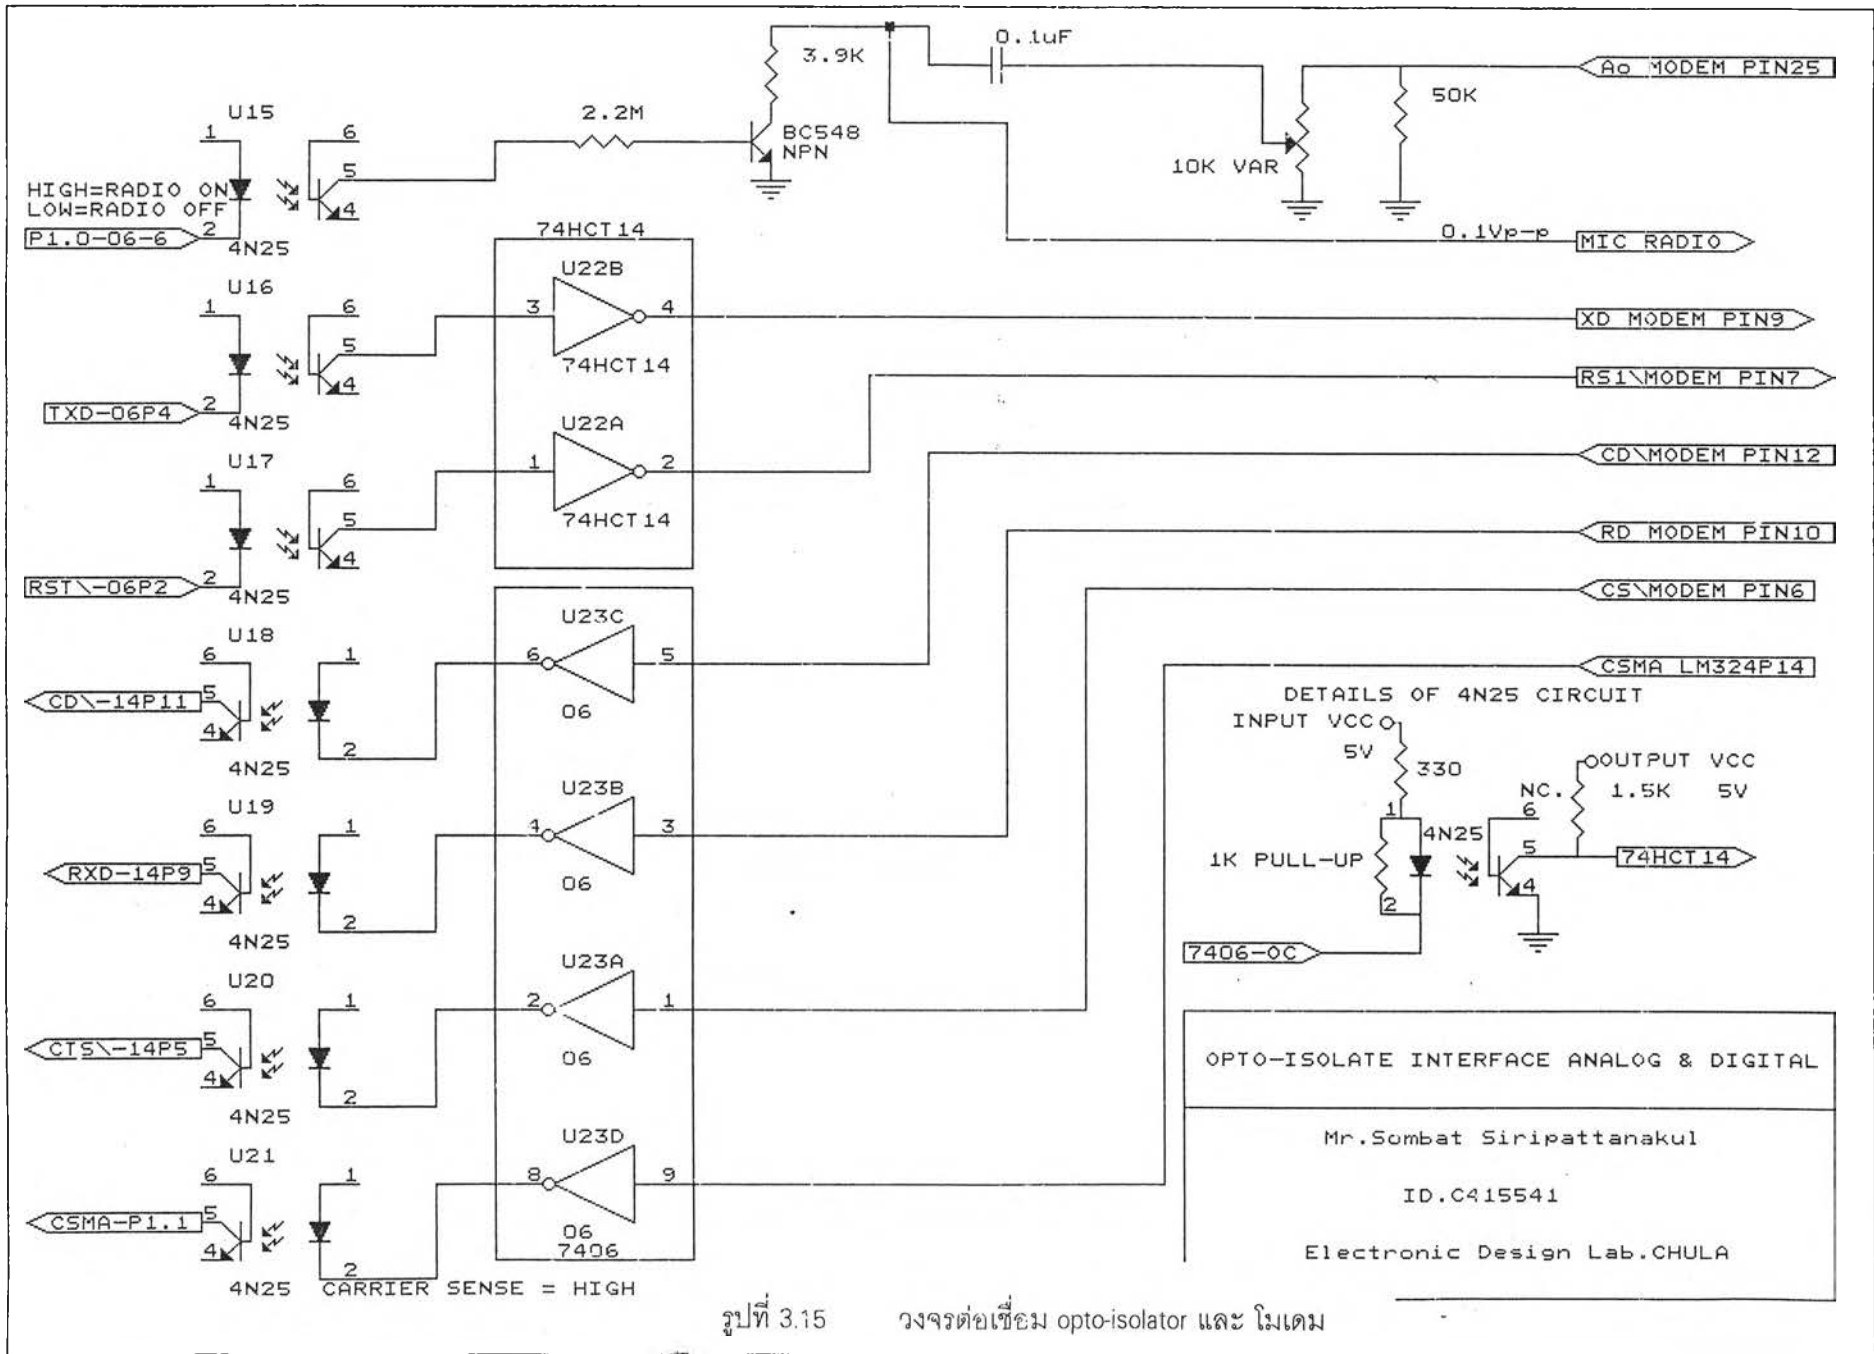 0.1uF
3.9K
Ao MODEM PIN25
50K
U15
2.2M
1
6
BC548
NPN
5
10K VAR
HIGH=RADIO ON
LOW=RADIO OFF
4
P1.0-06-6
2
4N25
74HCT14
0.1Vp-p
MIC RADIO
U16
U22B
1
6
3
4
XD MODEM PIN9
5
74HCT14
4
RS1\MODEM PIN7
TXD-06P4
2
4N25
U22A
U17
1
2
CD\MODEM PIN12
1
6
74HCT14
5
RD MODEM PIN10
4
RST\-06P2
2
4N25
CS\MODEM PIN6
U18
U23C
6
1
6
5
CSMA LM324P14
CD\-14P11
5
06
4
2
4N25
DETAILS OF 4N25 CIRCUIT
INPUT VCC
5V
330
OUTPUT VCC
NC.
1.5K
5V
U19
U23B
6
1
4
3
1
4N25
6
1K PULL-UP
5
74HCT14
RXD-14P9
5
06
4
4
2
2
4N25
7406-OC
U20
U23A
6
1
2
1
CTS\-14P5
5
06
4
2
4N25
OPTO-ISOLATE INTERFACE ANALOG & DIGITAL
U21
U23D
Mr.Sombat Siripattanakul
6
1
8
9
ID.C415541
CSMA-P1.1
5
06
4
7406
Electronic Design Lab.CHULA
2
4N25
CARRIER SENSE = HIGH
รูปที่ 3.15 วงจรต่อเชื่อม opto-isolator และ โมเดม